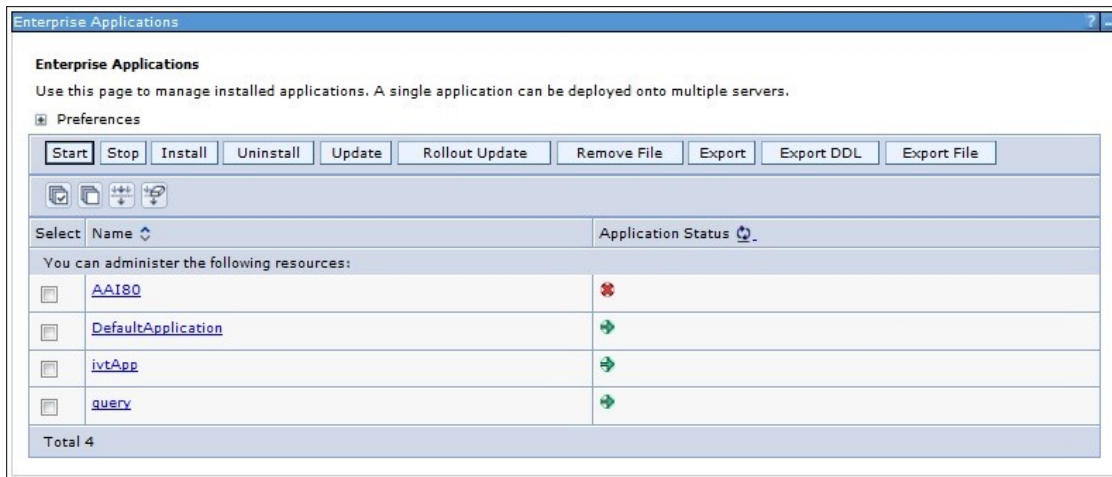 Enterprise Applications
?
Enterprise Applications
Use this page to manage installed applications. A single application can be deployed onto multiple servers.
Preferences
Start Stop Install Uninstall Update Rollout Update Remove File Export Export DDL Export File
Select Name Application Status
You can administer the following resources:
AAI80
DefaultApplication
ivtApp
query
Total 4